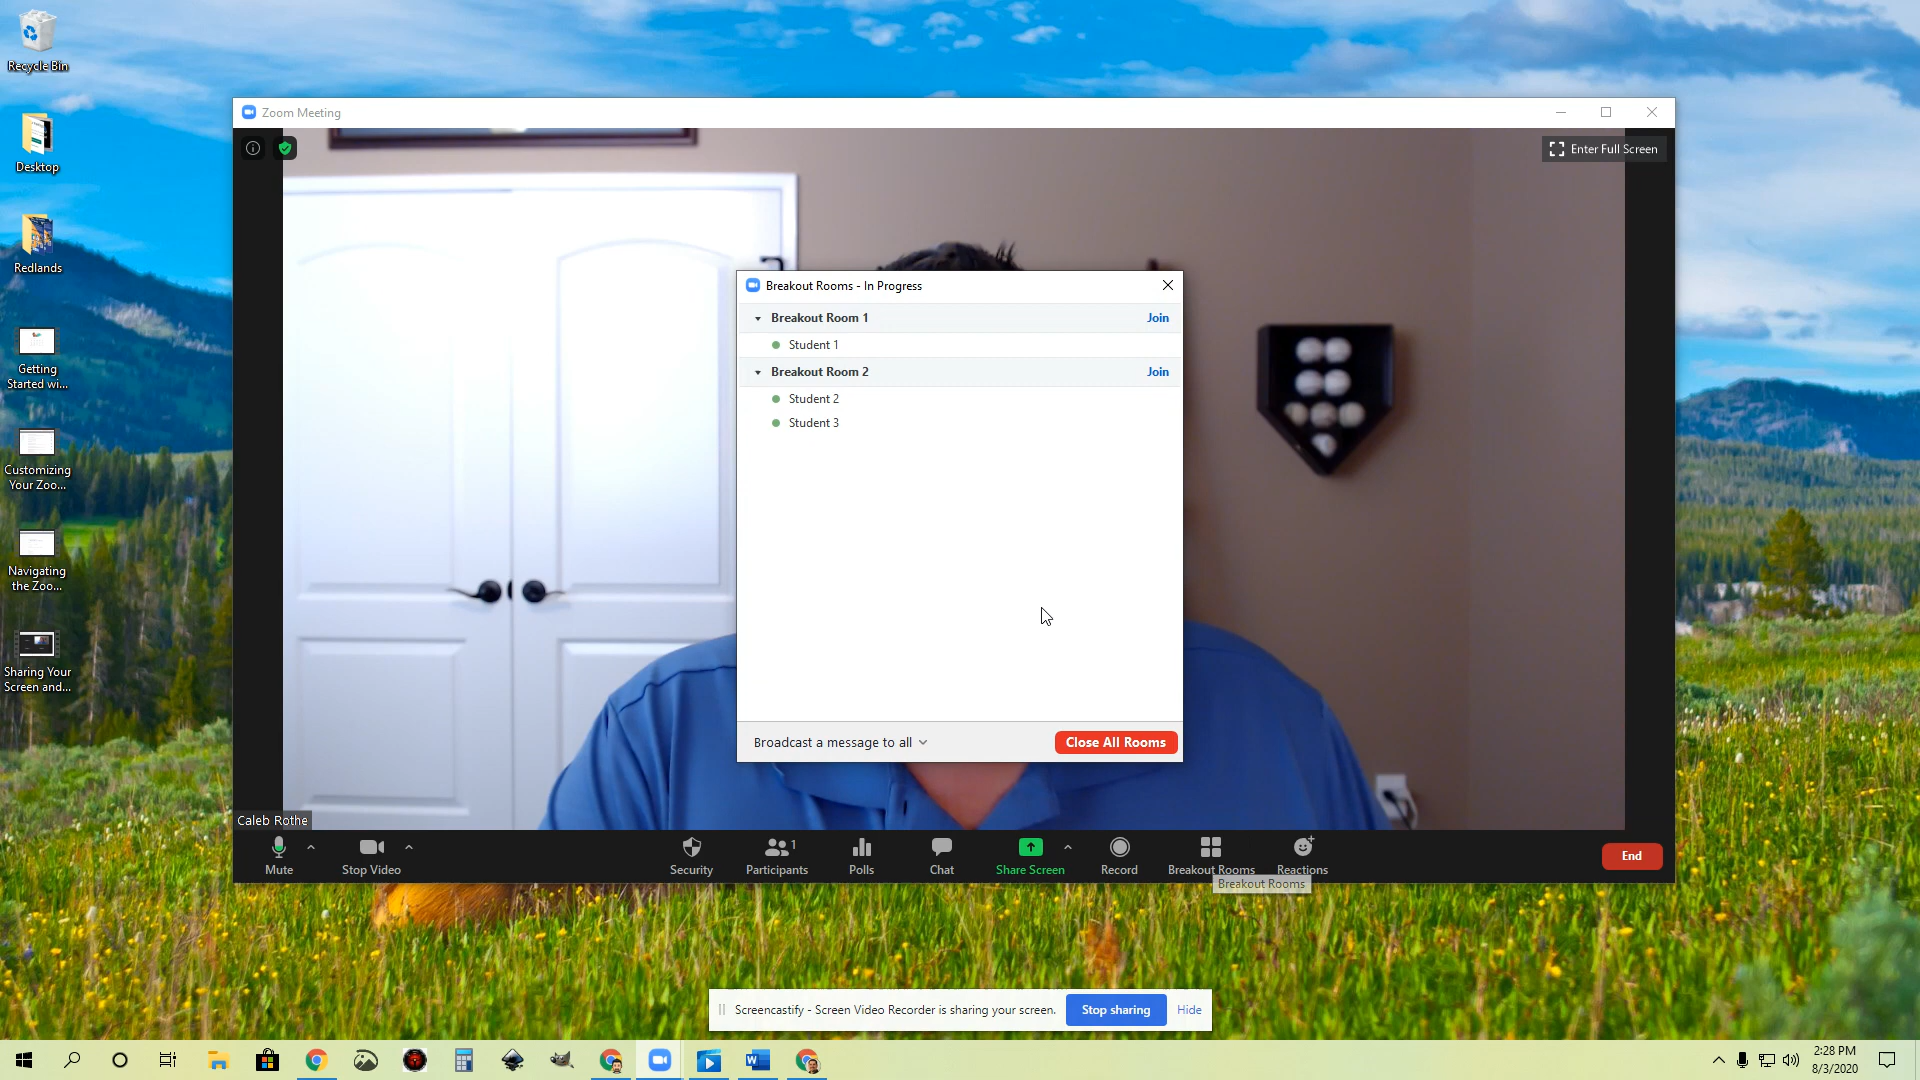 Recycle Bin
Desktop
Redlands
Getting
Started wi...
Customizing
Your Zoo...
Navigating
the Zoo...
Sharing Your
Screen and...
Zoom Meeting
Enter Full Screen
Breakout Rooms - In Progress
Breakout Room 1
Join
Student 1
Breakout Room 2
Join
Student 2
Student 3
Broadcast a message to all
Close All Rooms
Caleb Rothe
Mute
Stop Video
Security
Participants
1
Polls
Chat
Share Screen
Record
Breakout Rooms
Reactions
End
Breakout Rooms
Screencastify - Screen Video Recorder is sharing your screen.
Stop sharing
Hide
2:28 PM
8/3/2020